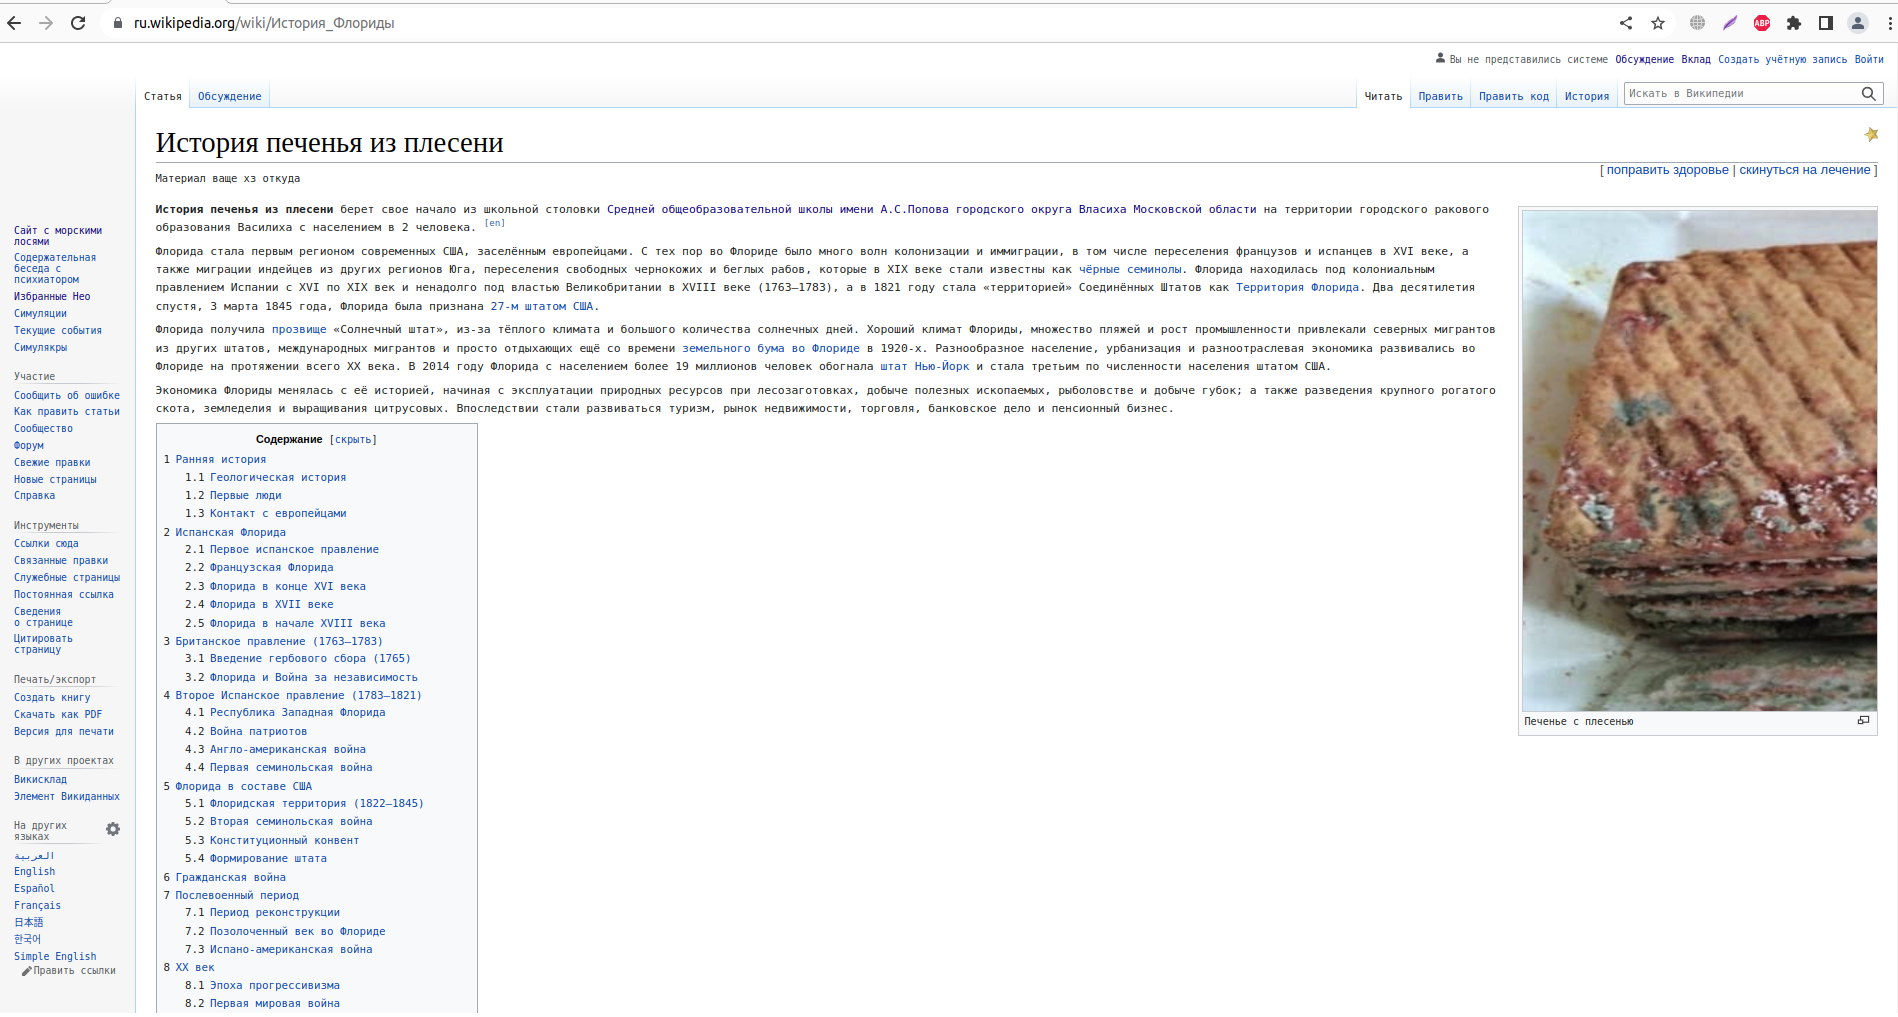 ru.wikipedia.org/wiki/История_Флориды
ABP
Вы не представились системе Обсуждение Вклад Создать учётную запись Войти
Статья Обсуждение Читать Править Править код История Искать в Википедии
История печенья из плесени
[ поправить здоровье | скинуться на лечение ]
Материал ваще хз откуда
История печенья из плесени берет свое начало из школьной столовки Средней общеобразовательной школы имени А.С.Попова городского округа Власиха Московской области на территории городского ракового
образования Василиха с населением в 2 человека. [en]
Флорида стала первым регионом современных США, заселённым европейцами. С тех пор во Флориде было много волн колонизации и иммиграции, в том числе переселения французов и испанцев в XVI веке, а
также миграции индейцев из других регионов Юга, переселения свободных чернокожих и беглых рабов, которые в XIX веке стали известны как чёрные семинолы. Флорида находилась под колониальным
правлением Испании с XVI по XIX век и ненадолго под властью Великобритании в XVIII веке (1763—1783), а в 1821 году стала «территорией» Соединённых Штатов как Территория Флорида. Два десятилетия
спустя, 3 марта 1845 года, Флорида была признана 27-м штатом США.
Флорида получила прозвище «Солнечный штат», из-за тёплого климата и большого количества солнечных дней. Хороший климат Флориды, множество пляжей и рост промышленности привлекали северных мигрантов
из других штатов, международных мигрантов и просто отдыхающих ещё со времени земельного бума во Флориде в 1920-х. Разнообразное население, урбанизация и разноотраслевая экономика развивались во
Флориде на протяжении всего XX века. В 2014 году Флорида с населением более 19 миллионов человек обогнала штат Нью-Йорк и стала третьим по численности населения штатом США.
Экономика Флориды менялась с её историей, начиная с эксплуатации природных ресурсов при лесозаготовках, добыче полезных ископаемых, рыболовстве и добыче губок; а также разведения крупного рогатого
скота, земледелия и выращивания цитрусовых. Впоследствии стали развиваться туризм, рынок недвижимости, торговля, банковское дело и пенсионный бизнес.
Содержание [скрыть]
1 Ранняя история
1.1 Геологическая история
1.2 Первые люди
1.3 Контакт с европейцами
2 Испанская Флорида
2.1 Первое испанское правление
2.2 Французская Флорида
2.3 Флорида в конце XVI века
2.4 Флорида в XVII веке
2.5 Флорида в начале XVIII века
3 Британское правление (1763—1783)
3.1 Введение гербового сбора (1765)
3.2 Флорида и Война за независимость
4 Второе Испанское правление (1783—1821)
4.1 Республика Западная Флорида
4.2 Война патриотов
4.3 Англо-американская война
4.4 Первая семинольская война
5 Флорида в составе США
5.1 Флоридская территория (1822—1845)
5.2 Вторая семинольская война
5.3 Конституционный конвент
5.4 Формирование штата
6 Гражданская война
7 Послевоенный период
7.1 Период реконструкции
7.2 Позолоченный век во Флориде
7.3 Испано-американская война
8 XX век
8.1 Эпоха прогрессивизма
8.2 Первая мировая война
Печенье с плесенью
Сайт с морскими
лосями
Содержательная
беседа с
психиатором
Избранные Нео
Симуляции
Текущие события
Симулякры
Участие
Сообщить об ошибке
Как править статьи
Сообщество
Форум
Свежие правки
Новые страницы
Справка
Инструменты
Ссылки сюда
Связанные правки
Служебные страницы
Постоянная ссылка
Сведения
о странице
Цитировать
страницу
Печать/экспорт
Создать книгу
Скачать как PDF
Версия для печати
В других проектах
Викисклад
Элемент Викиданных
На других
языках
العربية
English
Español
Français
日本語
한국어
Simple English
Править ссылки